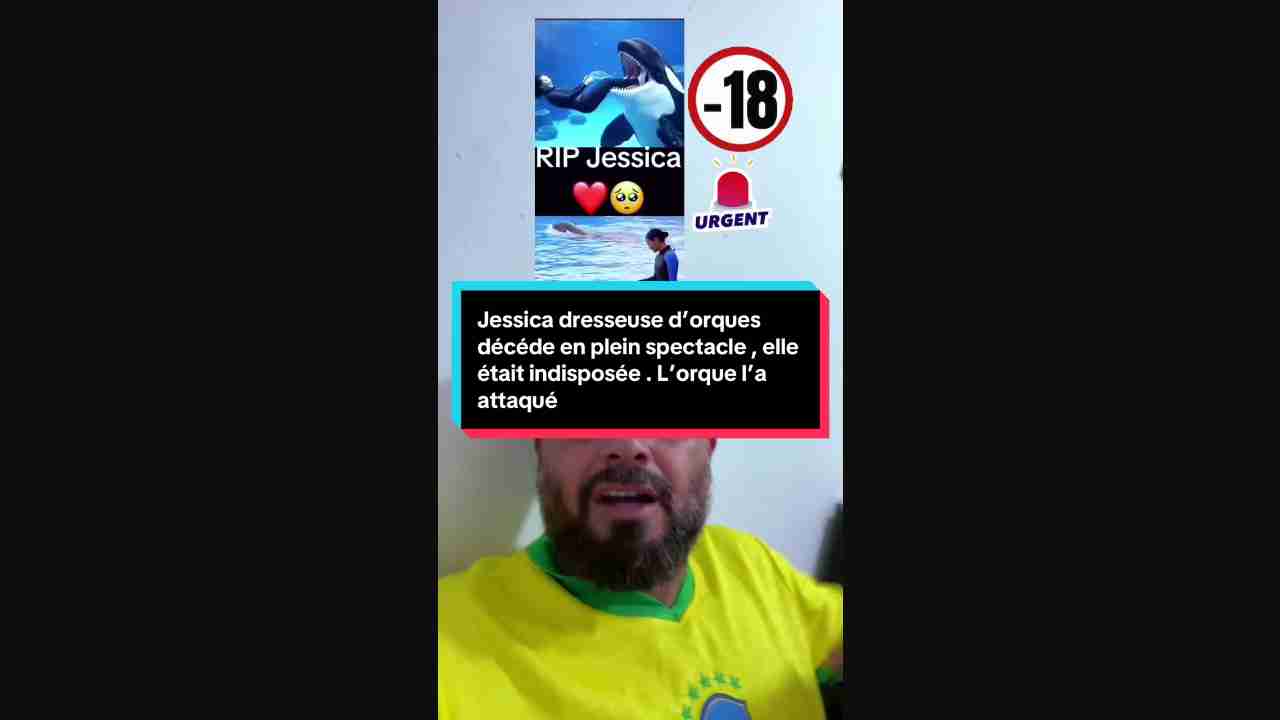 -18
RIP Jessica
❤️🥺
URGENT
Jessica dresseuse d’orques
décéde en plein spectacle , elle
était indisposée . L’orque l’a
attaqué